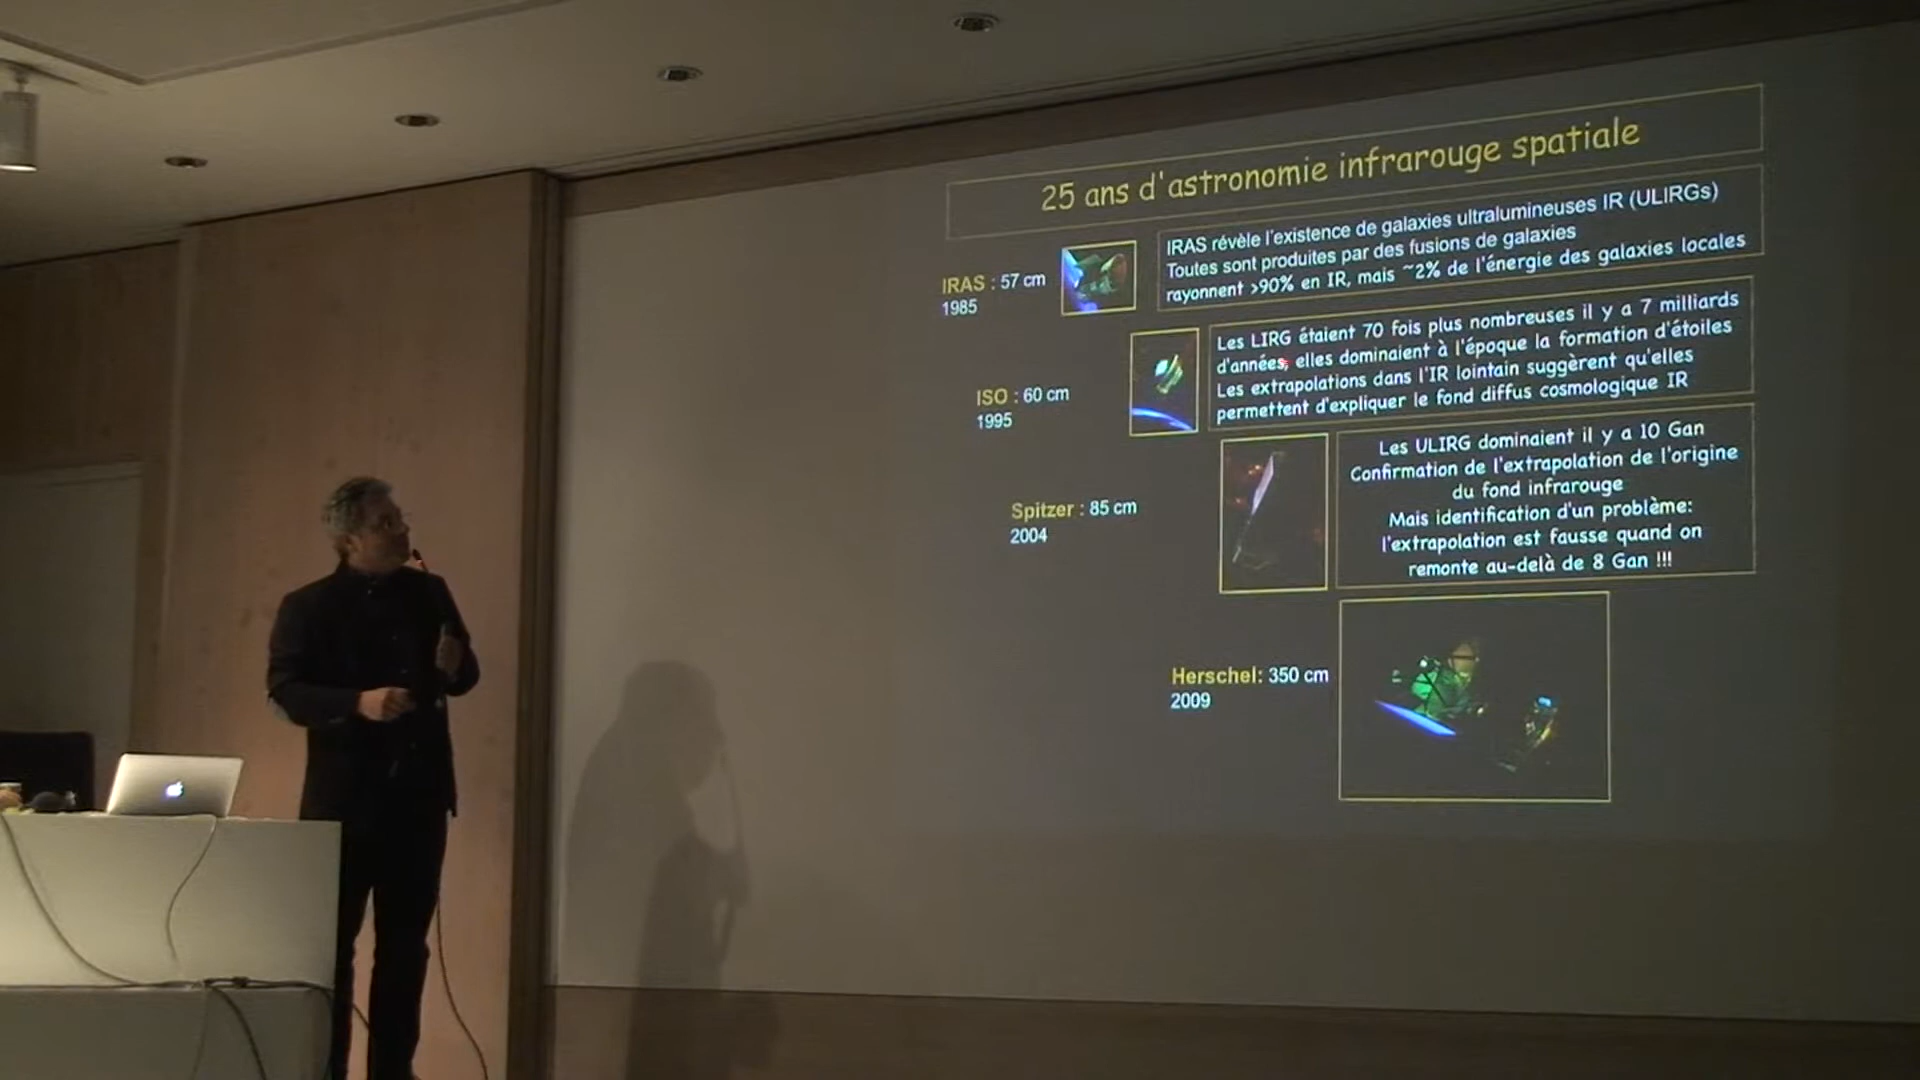 25 ans d'astronomie infrarouge spatiale
IRAS : 57 cm
1985
IRAS révèle l'existence de galaxies ultralumineuses IR (ULIRGs)
Toutes sont produites par des fusions de galaxies
rayonnent >90% en IR, mais ~2% de l'énergie des galaxies locales
ISO : 60 cm
1995
Les LIRG étaient 70 fois plus nombreuses il y a 7 milliards
d'années, elles dominaient à l'époque la formation d'étoiles
Les extrapolations dans l'IR lointain suggèrent qu'elles
permettent d'expliquer le fond diffus cosmologique IR
Spitzer : 85 cm
2004
Les ULIRG dominaient il y a 10 Gan
Confirmation de l'extrapolation de l'origine
du fond infrarouge
Mais identification d'un problème:
l'extrapolation est fausse quand on
remonte au-delà de 8 Gan !!!
Herschel: 350 cm
2009